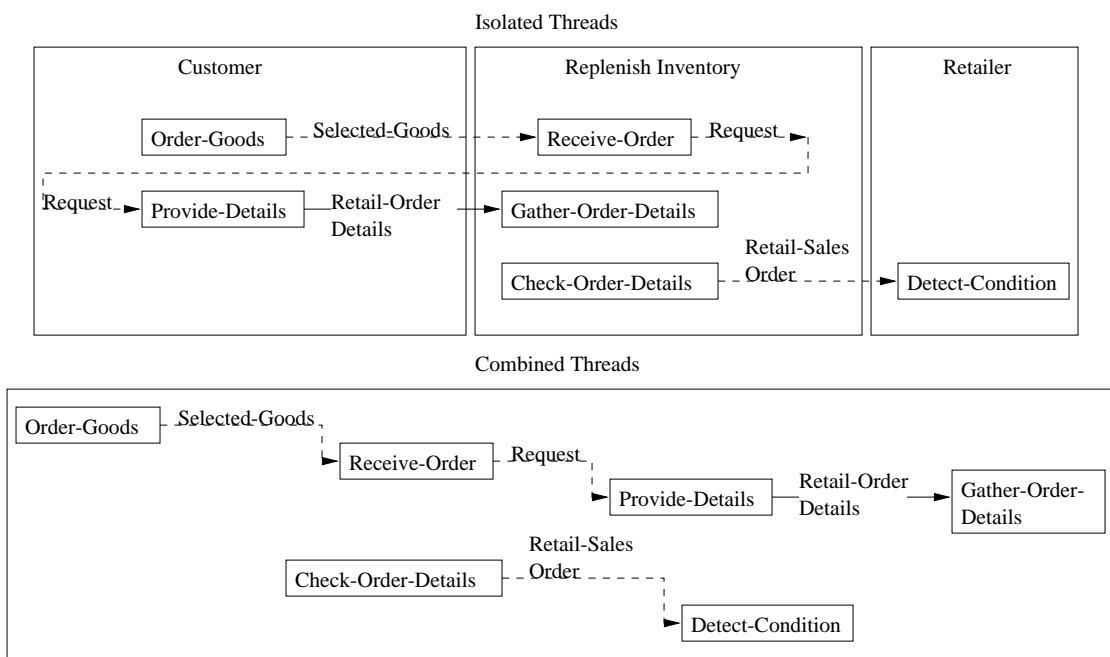 Isolated Threads
Customer
Replenish Inventory
Retailer
Order-Goods
Selected-Goods
Receive-Order
Request
Request
Provide-Details
Retail-Order
Details
Gather-Order-Details
Check-Order-Details
Retail-Sales
Order
Detect-Condition
Combined Threads
Order-Goods
Selected-Goods
Receive-Order
Request
Provide-Details
Retail-Order
Details
Gather-Order-
Details
Check-Order-Details
Retail-Sales
Order
Detect-Condition